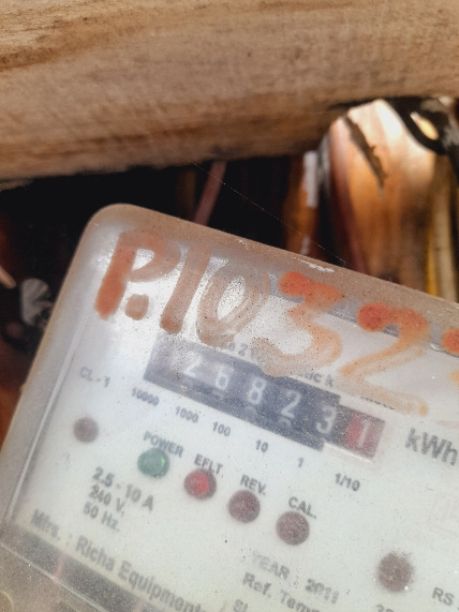 P.1032
2 6 8 2 3 1
kWh
CL.-1
10000 1000 100 10 1 1/10
POWER EFLT. REV. CAL.
2.5 - 10 A
240 V.
50 Hz.
Mfrs. : Richa Equipment
YEAR : 2011
Ref. Temp
RS